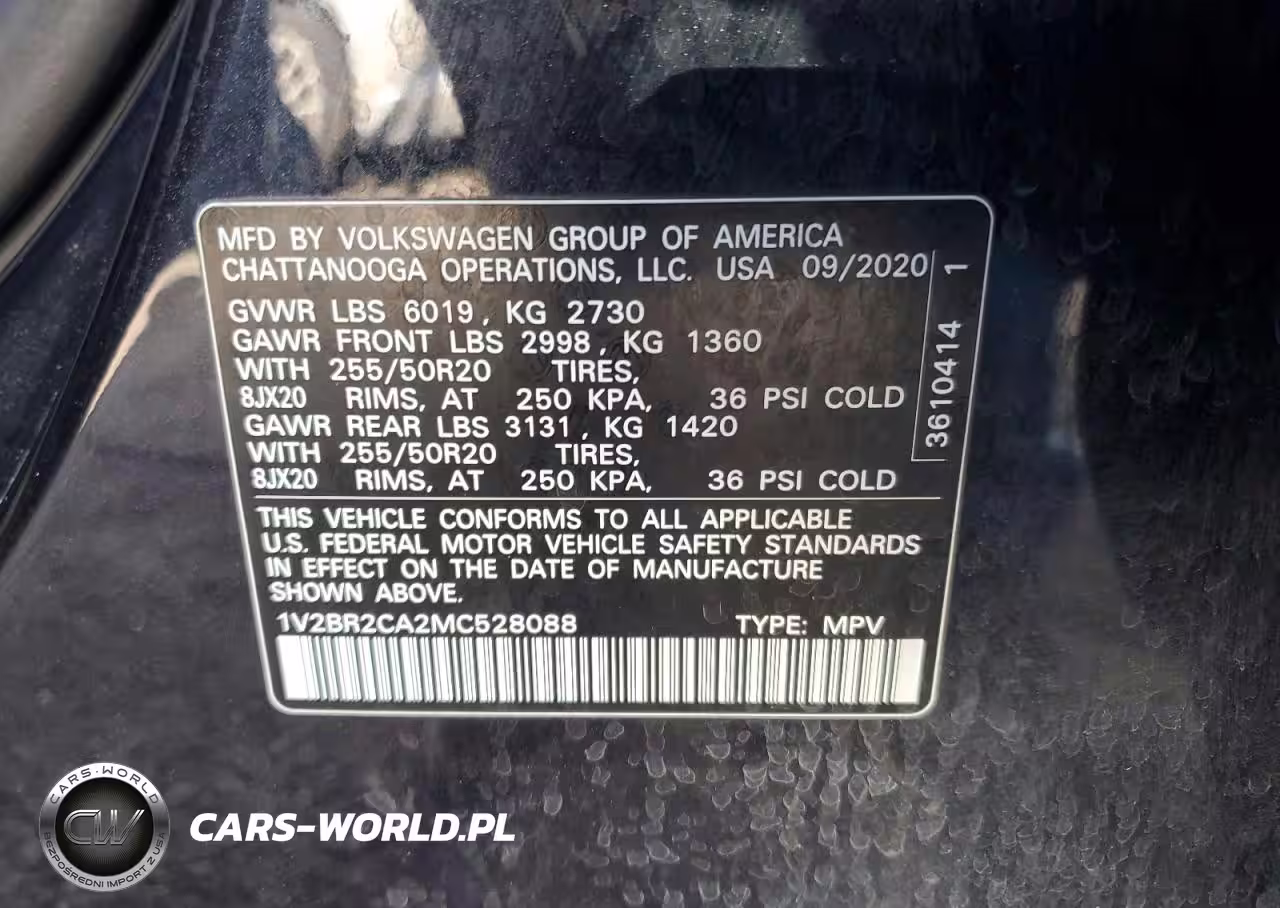 MFD BY VOLKSWAGEN GROUP OF AMERICA
CHATTANOOGA OPERATIONS, LLC. USA 09/2020
GVWR LBS 6019, KG 2730
GAWR FRONT LBS 2998, KG 1360
WITH 255/50R20 TIRES,
8JX20 RIMS, AT 250 KPA, 36 PSI COLD
GAWR REAR LBS 3131, KG 1420
WITH 255/50R20 TIRES,
8JX20 RIMS, AT 250 KPA, 36 PSI COLD
3610414 1
THIS VEHICLE CONFORMS TO ALL APPLICABLE
U.S. FEDERAL MOTOR VEHICLE SAFETY STANDARDS
IN EFFECT ON THE DATE OF MANUFACTURE
SHOWN ABOVE.
1V2BR2CA2MC528088 TYPE: MPV
CARS-WORLD
CW
BEZPOŚREDNI IMPORT Z USA
CARS-WORLD.PL